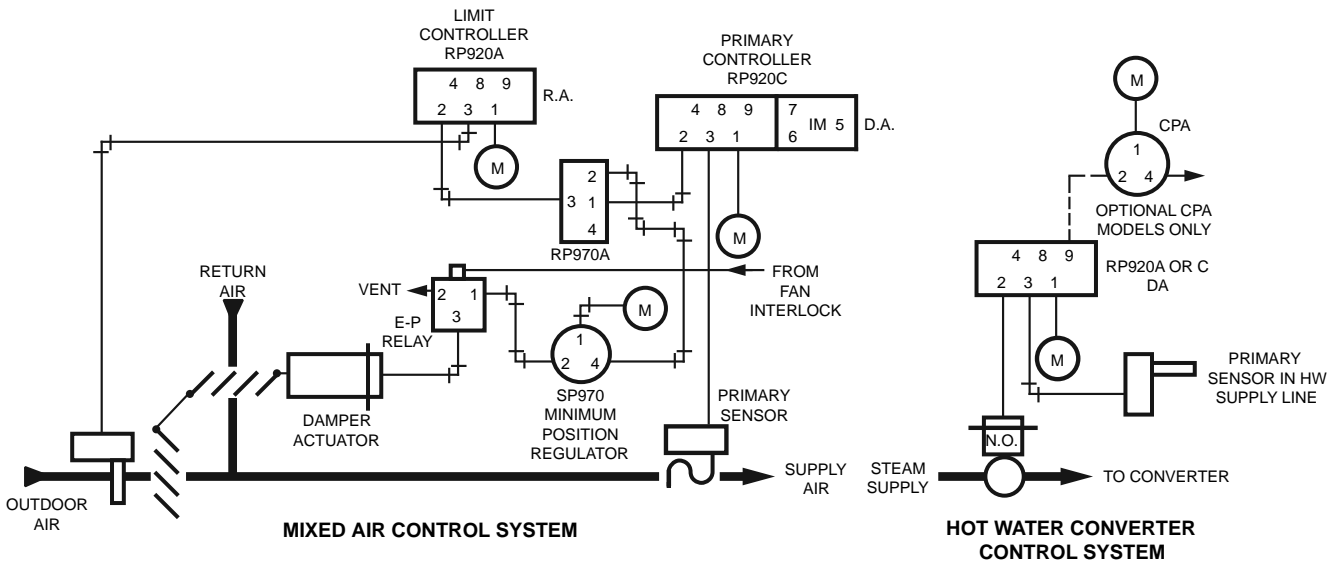 LIMIT
CONTROLLER
RP920A
4 8 9
2 3 1
R.A.
M
PRIMARY
CONTROLLER
RP920C
4 8 9
2 3 1
7
IM 5
6
D.A.
M
2
3 1
4
RP970A
RETURN
AIR
VENT
2 1
3
E-P
RELAY
FROM
FAN
INTERLOCK
M
1
2 4
SP970
MINIMUM
POSITION
REGULATOR
DAMPER
ACTUATOR
PRIMARY
SENSOR
OUTDOOR
AIR
SUPPLY
AIR
MIXED AIR CONTROL SYSTEM
M
CPA
1
2 4
OPTIONAL CPA
MODELS ONLY
4 8 9
2 3 1
RP920A OR C
DA
M
PRIMARY
SENSOR IN HW
SUPPLY LINE
N.O.
STEAM
SUPPLY
TO CONVERTER
HOT WATER CONVERTER
CONTROL SYSTEM